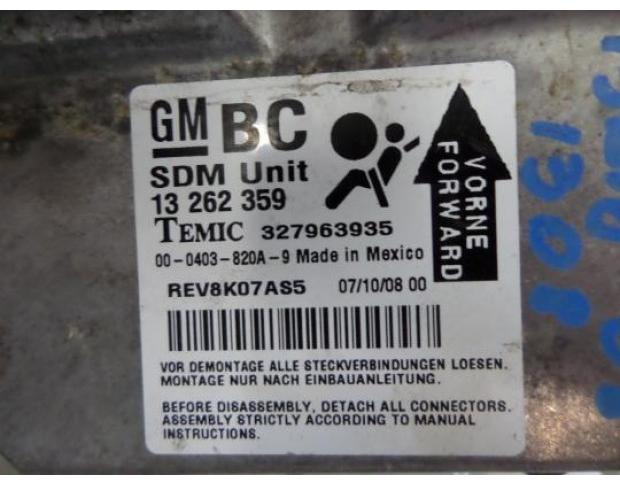 GM BC
SDM Unit
13 262 359
TEMIC 327963935
00-0403-820A-9 Made in Mexico
REV8K07AS5 07/10/08 00
VORNE
FORWARD
VOR DEMONTAGE ALLE STECKVERBINDUNGEN LOESEN.
MONTAGE NUR NACH EINBAUANLEITUNG.
BEFORE DISASSEMBLY, DETACH ALL CONNECTORS.
ASSEMBLY STRICTLY ACCORDING TO MANUAL
INSTRUCTIONS.